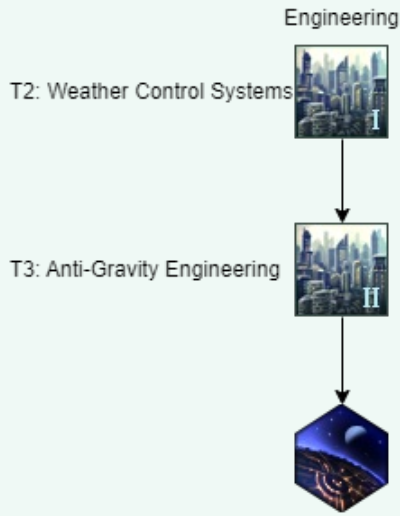 Engineering
T2: Weather Control Systems
I
T3: Anti-Gravity Engineering
II